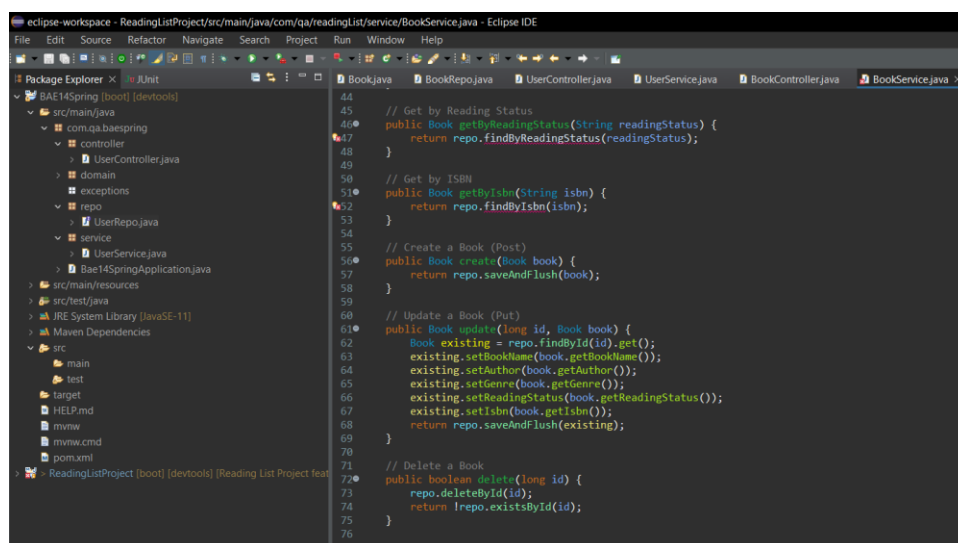 eclipse-workspace - ReadingListProject/src/main/java/com/qa/readingList/service/BookService.java - Eclipse IDE
File Edit Source Refactor Navigate Search Project Run Window Help
Package Explorer JUnit
Book.java BookRepo.java UserController.java UserService.java BookController.java BookService.java
BAE14Spring [boot] [devtools]
src/main/java
com.qa.baespring
controller
UserController.java
domain
exceptions
repo
UserRepo.java
service
UserService.java
Bae14SpringApplication.java
src/main/resources
src/test/java
JRE System Library [JavaSE-11]
Maven Dependencies
src
main
test
target
HELP.md
mvnw
mvnw.cmd
pom.xml
> ReadingListProject [boot] [devtools] [Reading List Project feat
44
45 // Get by Reading Status
46 public Book getByReadingStatus(String readingStatus) {
47 return repo.findByReadingStatus(readingStatus);
48 }
49
50 // Get by ISBN
51 public Book getByIsbn(String isbn) {
52 return repo.findByIsbn(isbn);
53 }
54
55 // Create a Book (Post)
56 public Book create(Book book) {
57 return repo.saveAndFlush(book);
58 }
59
60 // Update a Book (Put)
61 public Book update(long id, Book book) {
62 Book existing = repo.findById(id).get();
63 existing.setBookName(book.getBookName());
64 existing.setAuthor(book.getAuthor());
65 existing.setGenre(book.getGenre());
66 existing.setReadingStatus(book.getReadingStatus());
67 existing.setIsbn(book.getIsbn());
68 return repo.saveAndFlush(existing);
69 }
70
71 // Delete a Book
72 public boolean delete(long id) {
73 repo.deleteById(id);
74 return !repo.existsById(id);
75 }
76